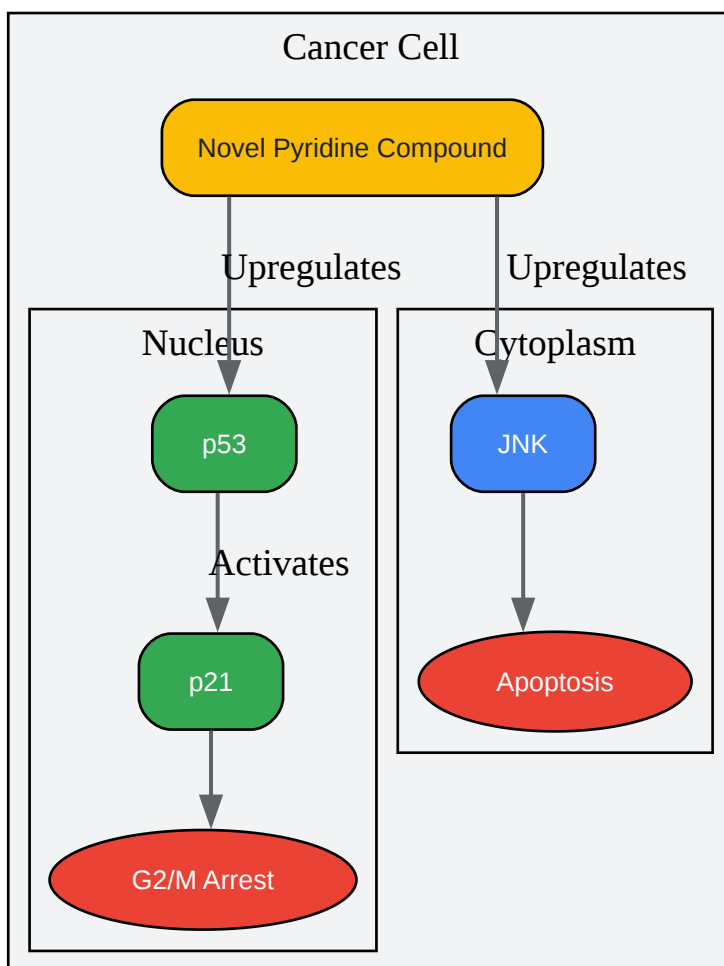 Cancer Cell
Novel Pyridine Compound
Upregulates
Upregulates
Nucleus
Cytoplasm
p53
JNK
Activates
p21
Apoptosis
G2/M Arrest